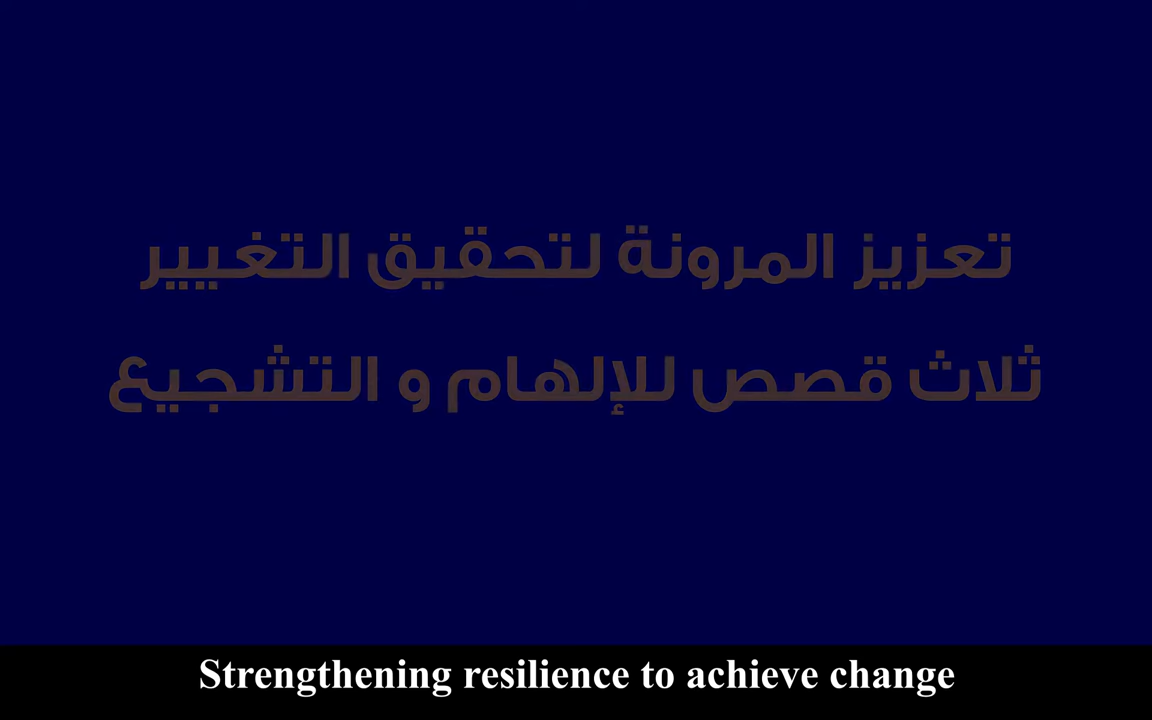 تعزيز المرونة لتحقيق التغيير
ثلاث قصص للإلهام و التشجيع
Strengthening resilience to achieve change